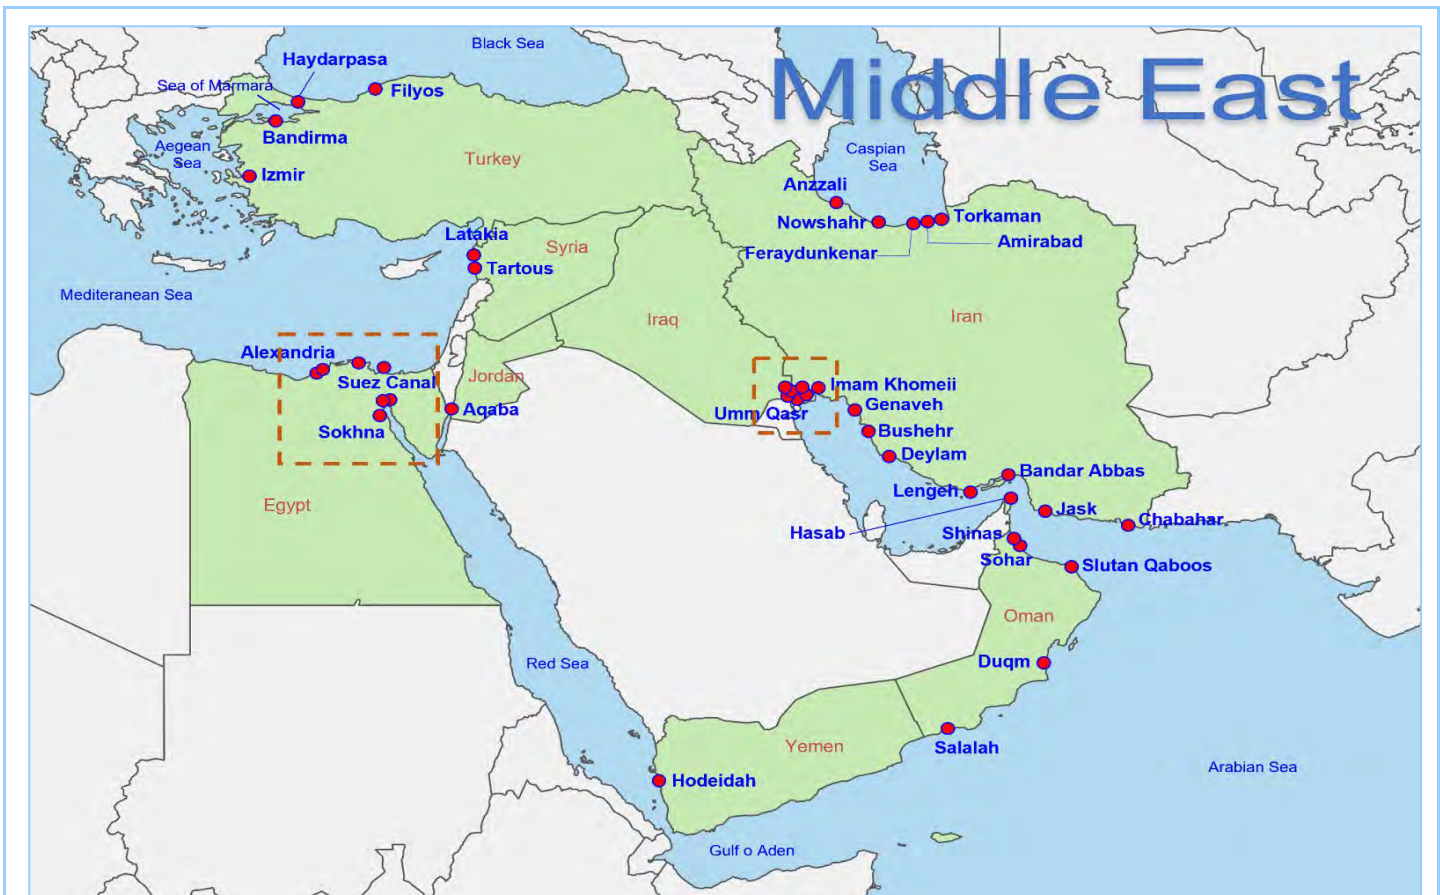 Middle East
Black Sea
Haydarpasa
Sea of Marmara
Filyos
Bandirma
Aegean
Sea
Turkey
Izmir
Caspian
Sea
Anzzali
Nowshahr
Torkaman
Feraydunkenar
Amirabad
Latakia
Syria
Tartous
Mediteranean Sea
Iraq
Iran
Alexandria
Suez Canal
Jordan
Aqaba
Sokhna
Imam Khomeii
Umm Qasr
Genaveh
Bushehr
Deylam
Bandar Abbas
Lengeh
Egypt
Jask
Chabahar
Hasab
Shinas
Sohar
Slutan Qaboos
Oman
Red Sea
Duqm
Yemen
Salalah
Arabian Sea
Hodeidah
Gulf o Aden